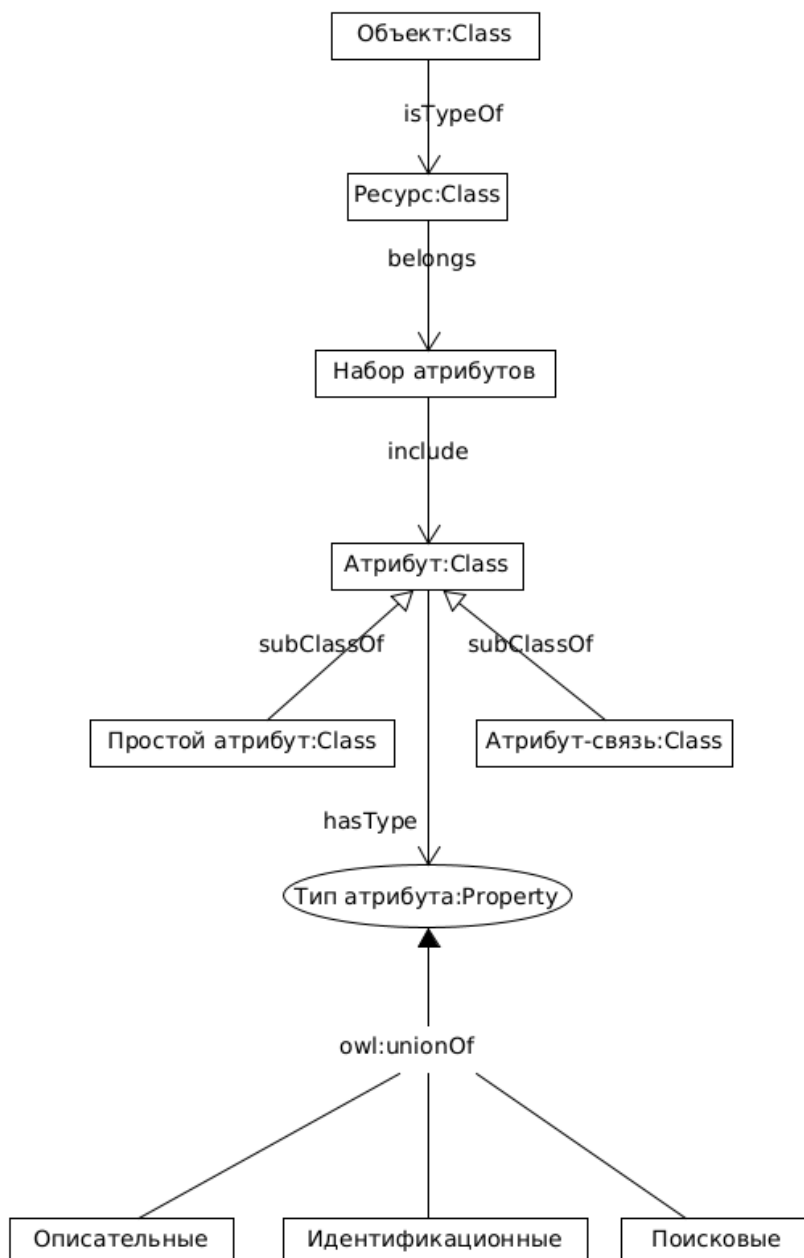 Объект:Class
isTypeOf
Ресурс:Class
belongs
Набор атрибутов
include
Атрибут:Class
subClassOf
subClassOf
Простой атрибут:Class
Атрибут-связь:Class
hasType
Тип атрибута:Property
owl:unionOf
Описательные
Идентификационные
Поисковые